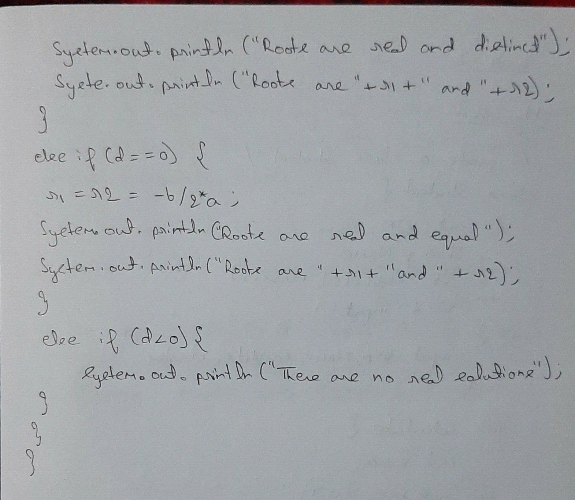 System.out.println("Roots are real and distinct");
Syste.out.println("Roots are "+r1+" and "+r2);
}
else if (d==0) {
r1 = r2 = -b/2*a;
System.out.println("Roots are real and equal");
System.out.println("Roots are "+r1+"and "+r2);
}
else if (d<0){
System.out.println("There are no real solutions");
}
}
}